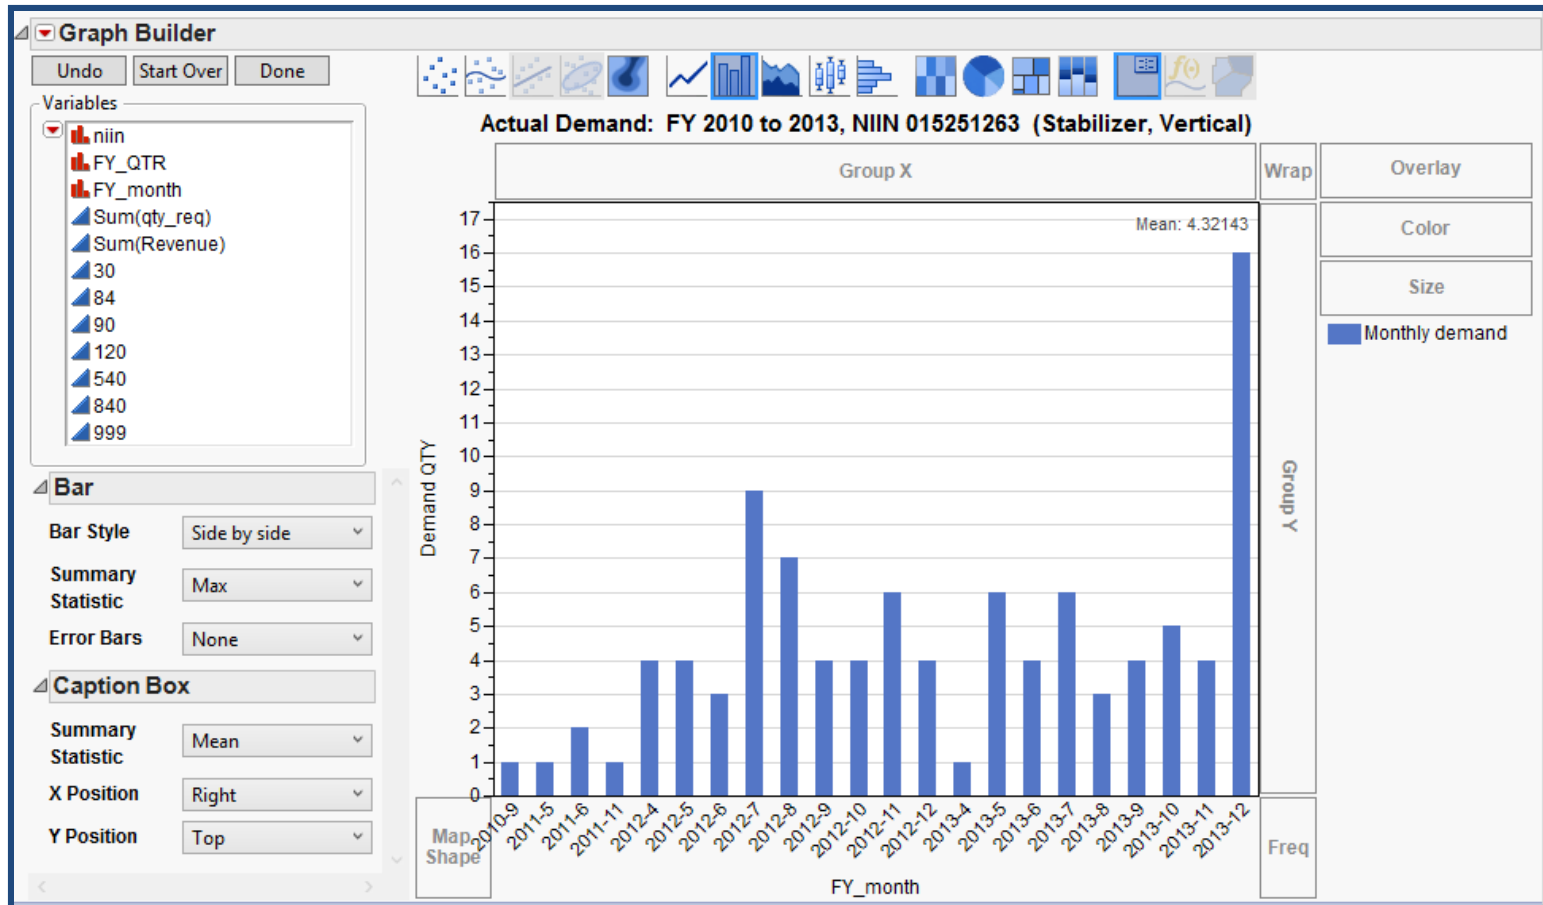 Graph Builder
Undo
Start Over
Done
Variables
niin
FY_QTR
FY_month
Sum(qty_req)
Sum(Revenue)
30
84
90
120
540
840
999
Bar
Bar Style
Side by side
Summary
Statistic
Max
Error Bars
None
Caption Box
Summary
Statistic
Mean
X Position
Right
Y Position
Top
Actual Demand: FY 2010 to 2013, NIIN 015251263 (Stabilizer, Vertical)
Group X
Wrap
Overlay
Color
Size
Monthly demand
Mean: 4.32143
Demand QTY
17
16
15
14
13
12
11
10
9
8
7
6
5
4
3
2
1
0
Group Y
Map
Shape
2010-9
2011-5
2011-6
2011-11
2012-4
2012-5
2012-6
2012-7
2012-8
2012-9
2012-10
2012-11
2012-12
2013-4
2013-5
2013-6
2013-7
2013-8
2013-9
2013-10
2013-11
2013-12
Freq
FY_month